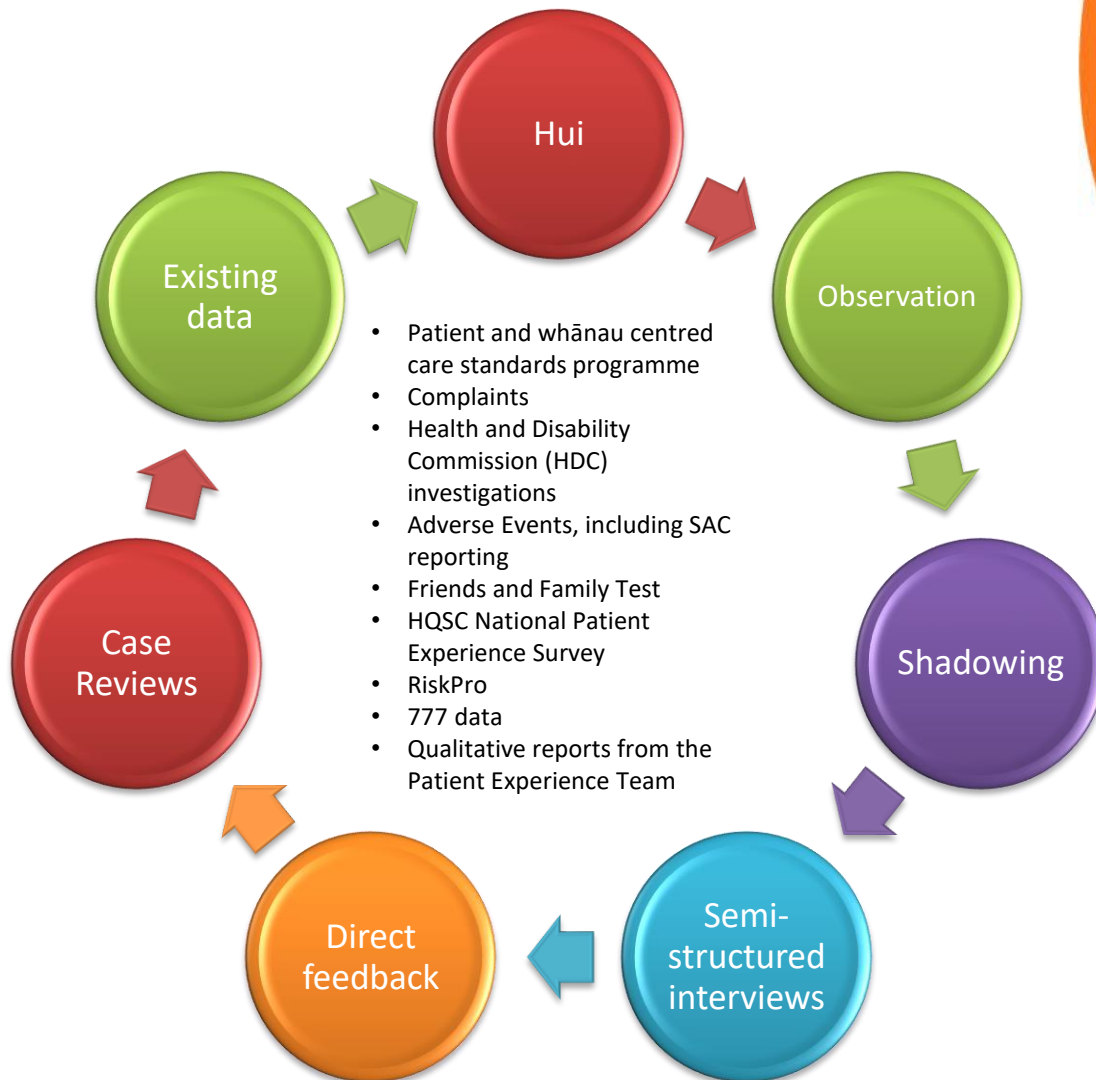 Hui
Observation
Shadowing
Semi-
structured
interviews
Direct
feedback
Case
Reviews
Existing
data
• Patient and whānau centred
care standards programme
• Complaints
• Health and Disability
Commission (HDC)
investigations
• Adverse Events, including SAC
reporting
• Friends and Family Test
• HQSC National Patient
Experience Survey
• RiskPro
• 777 data
• Qualitative reports from the
Patient Experience Team